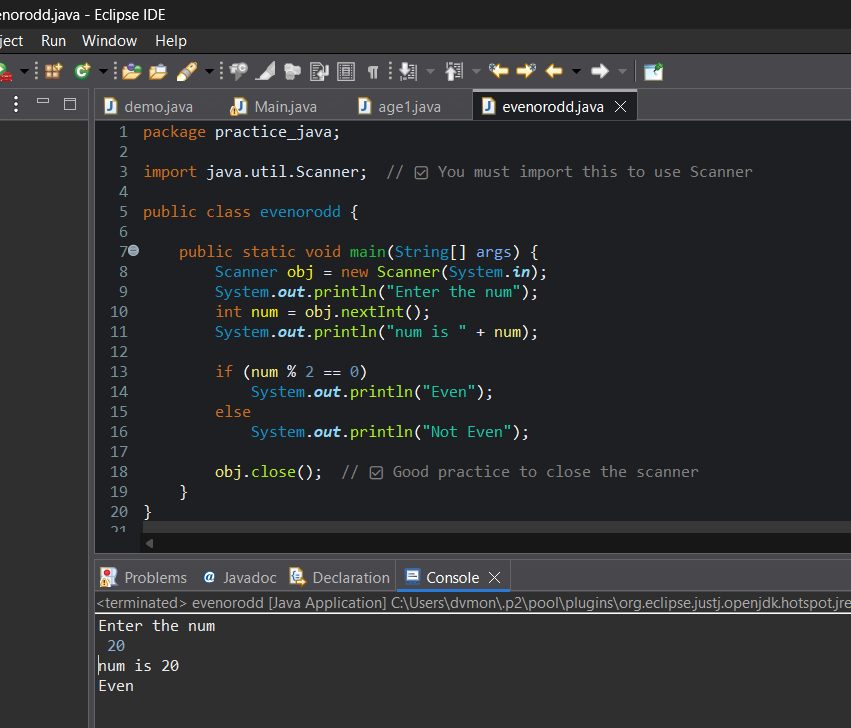 enorodd.java - Eclipse IDE
ject Run Window Help
demo.java Main.java age1.java evenorodd.java
1 package practice_java;
2
3 import java.util.Scanner;  // ☑ You must import this to use Scanner
4
5 public class evenorodd {
6
7     public static void main(String[] args) {
8         Scanner obj = new Scanner(System.in);
9         System.out.println("Enter the num");
10         int num = obj.nextInt();
11         System.out.println("num is " + num);
12
13         if (num % 2 == 0)
14             System.out.println("Even");
15         else
16             System.out.println("Not Even");
17
18         obj.close();  // ☑ Good practice to close the scanner
19     }
20 }
21
Problems @ Javadoc Declaration Console
<terminated> evenorodd [Java Application] C:\Users\dvmon\.p2\pool\plugins\org.eclipse.justj.openjdk.hotspot.jre
Enter the num
 20
num is 20
Even